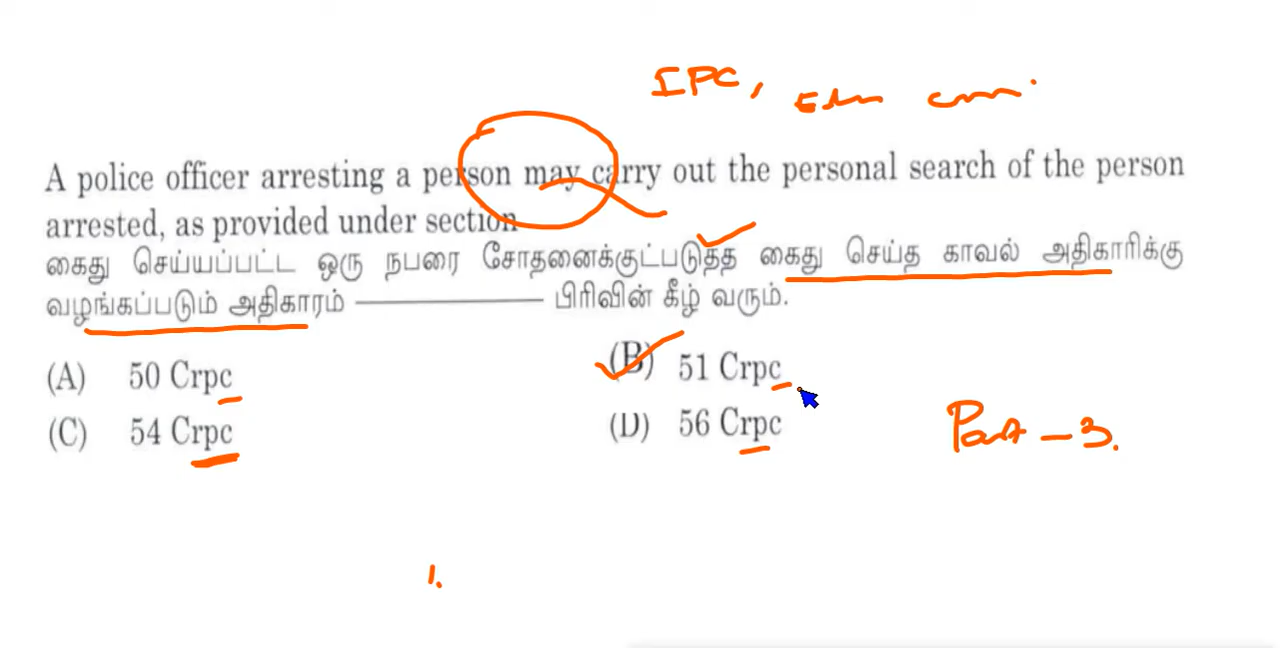 IPC,
A police officer arresting a person may carry out the personal search of the person
arrested, as provided under section
கைது செய்யப்பட்ட ஒரு நபரை சோதனைக்குட்படுத்த கைது செய்த காவல் அதிகாரிக்கு
வழங்கப்படும் அதிகாரம் ——— பிரிவின் கீழ் வரும்.
(A) 50 Crpc (B) 51 Crpc
(C) 54 Crpc (D) 56 Crpc
Part – 3.
1.